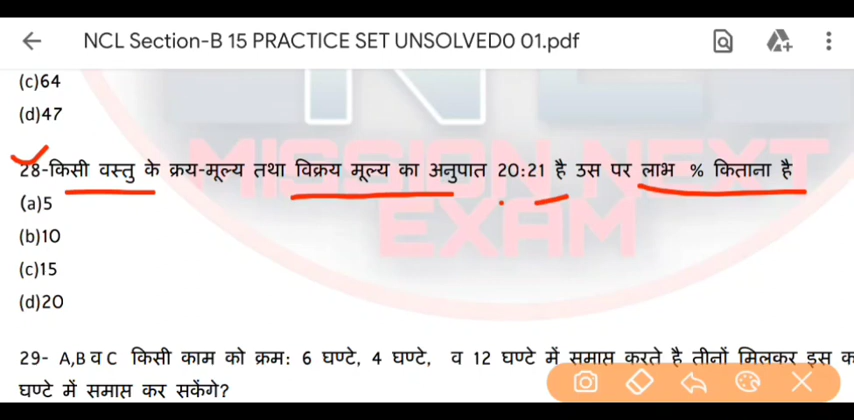 NCL Section-B 15 PRACTICE SET UNSOLVED0 01.pdf
(c)64
(d)47
28-किसी वस्तु के क्रय-मूल्य तथा विक्रय मूल्य का अनुपात 20:21 है उस पर लाभ % किताना है
(a)5
(b)10
(c)15
(d)20
29- A,B व C किसी काम को क्रम: 6 घण्टे, 4 घण्टे, व 12 घण्टे में समाप्त करते है तीनों मिलकर इस
घण्टे में समाप्त कर सकेंगे?
MISSION NEXT
EXAM